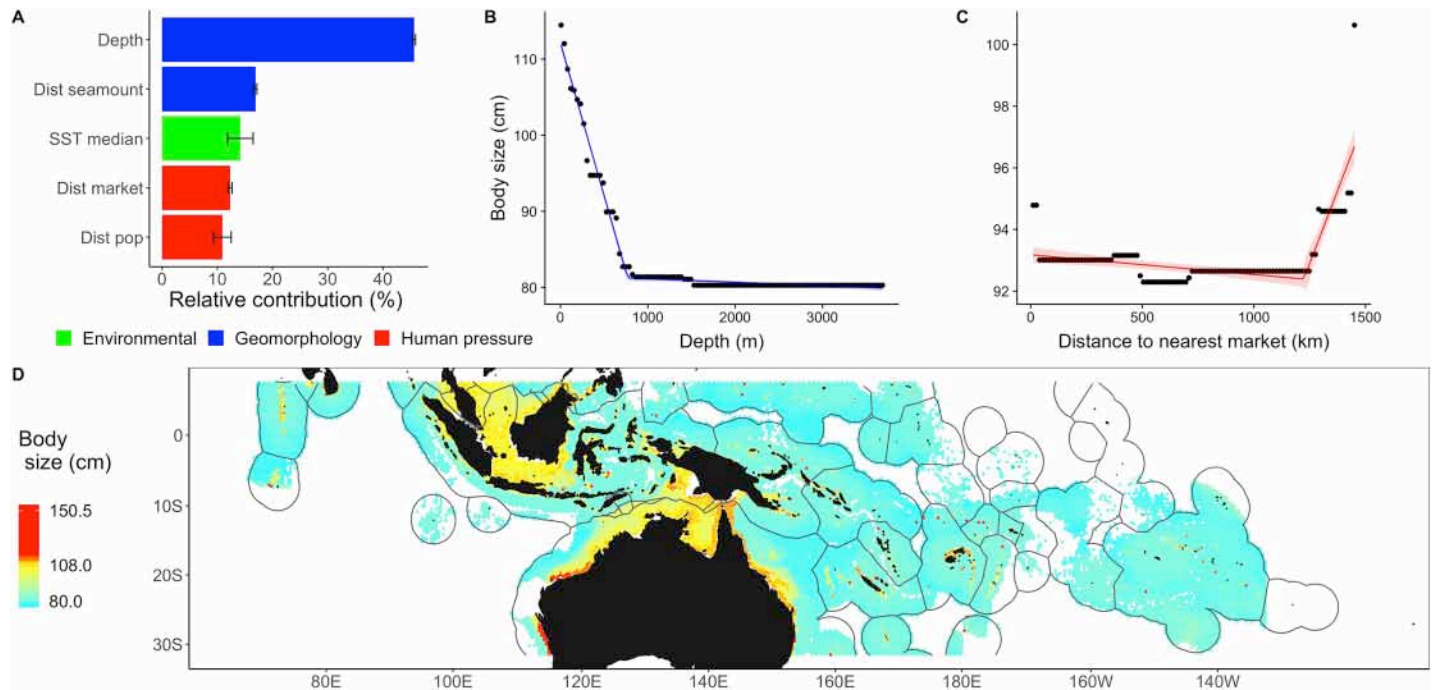 A
Depth
Dist seamount
SST median
Dist market
Dist pop
0 10 20 30 40
Relative contribution (%)
Environmental Geomorphology Human pressure
B
Body size (cm)
110
100
90
80
0 1000 2000 3000
Depth (m)
C
100
98
96
94
92
0 500 1000 1500
Distance to nearest market (km)
D
Body
size (cm)
150.5
108.0
80.0
0
10S
20S
30S
80E 100E 120E 140E 160E 180E 160W 140W